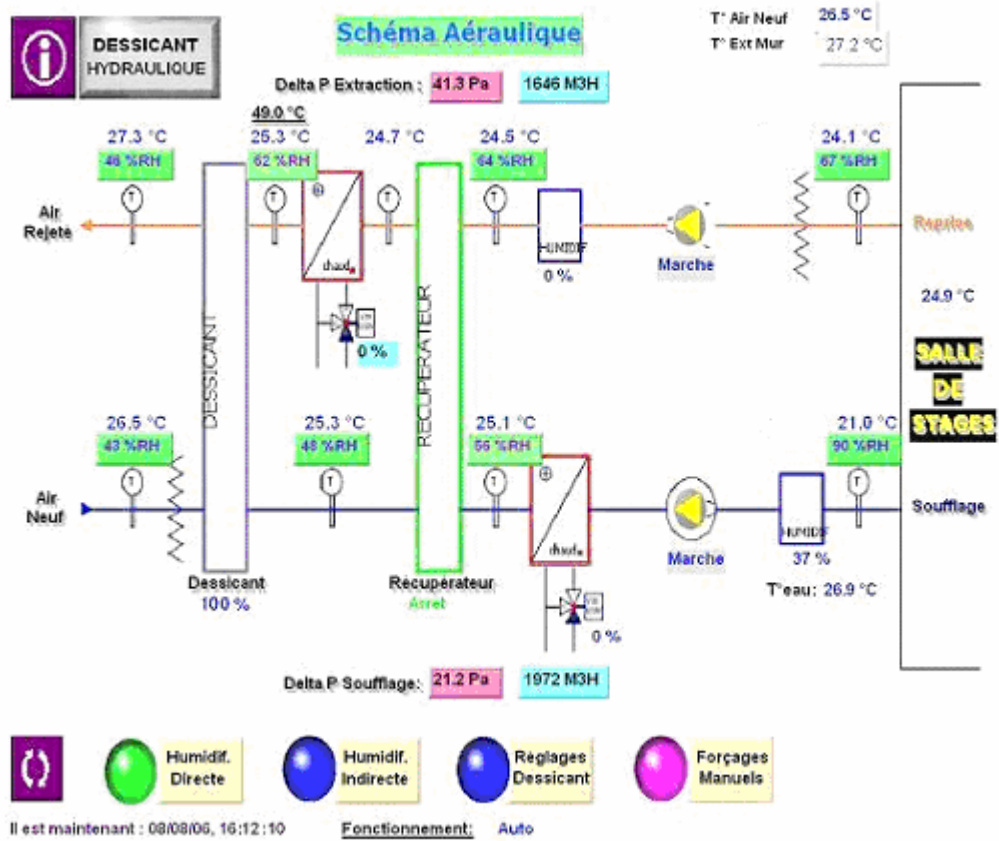 Schéma Aéraulique
T° Air Neuf 26.5 °C
T° Ext Mur 27.2 °C
DESSICANT
HYDRAULIQUE
Delta P Extraction : 41.3 Pa 1646 M3H
49.0 °C
27.3 °C 25.3 °C 24.7 °C 24.5 °C 24.1 °C
46 %RH 62 %RH 64 %RH 67 %RH
T T T T T
Air
Rejeté
Reprise
HUMIDIF
chaud
0 %
Marche
24.9 °C
0 %
DESSICANT
RECUPERATEUR
SALLE
DE
STAGES
26.5 °C 25.3 °C 25.1 °C 21.0 °C
43 %RH 48 %RH 56 %RH 90 %RH
T T T T
Air
Neuf
Soufflage
HUMIDIF
chaud
Marche
37 %
Dessicant
100 %
Récupérateur
Arret
T°eau: 26.9 °C
0 %
Delta P Soufflage: 21.2 Pa 1972 M3H
Humidif.
Directe
Humidif.
Indirecte
Réglages
Dessicant
Forçages
Manuels
Il est maintenant : 08/08/06, 16:12:10 Fonctionnement: Auto